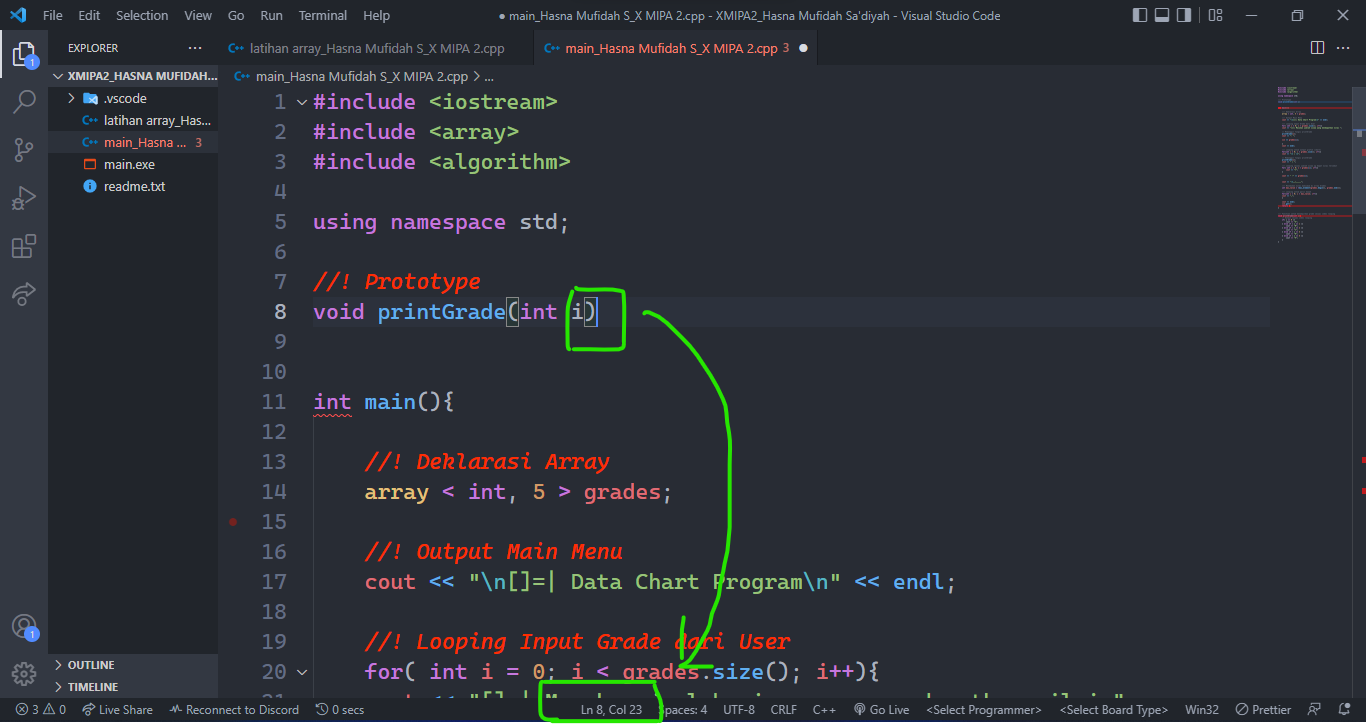 File Edit Selection View Go Run Terminal Help
● main_Hasna Mufidah S_X MIPA 2.cpp - XMIPA2_Hasna Mufidah Sa'diyah - Visual Studio Code
EXPLORER ...
latihan array_Hasna Mufidah S_X MIPA 2.cpp
main_Hasna Mufidah S_X MIPA 2.cpp 3 ●
1
XMIPA2_HASNA MUFIDAH...
.vscode
latihan array_Has...
main_Hasna ... 3
main.exe
readme.txt
main_Hasna Mufidah S_X MIPA 2.cpp > ...
1 #include <iostream>
2 #include <array>
3 #include <algorithm>
4
5 using namespace std;
6
7 //! Prototype
8 void printGrade(int i)
9
10
11 int main(){
12
13 //! Deklarasi Array
14 array < int, 5 > grades;
15
16 //! Output Main Menu
17 cout << "\n[]=| Data Chart Program\n" << endl;
18
19 //! Looping Input Grade dari User
20 for( int i = 0; i < grades.size(); i++){
1
OUTLINE
TIMELINE
3 0 Live Share Reconnect to Discord 0 secs Ln 8, Col 23 Spaces: 4 UTF-8 CRLF C++ Go Live <Select Programmer> <Select Board Type> Win32 Prettier